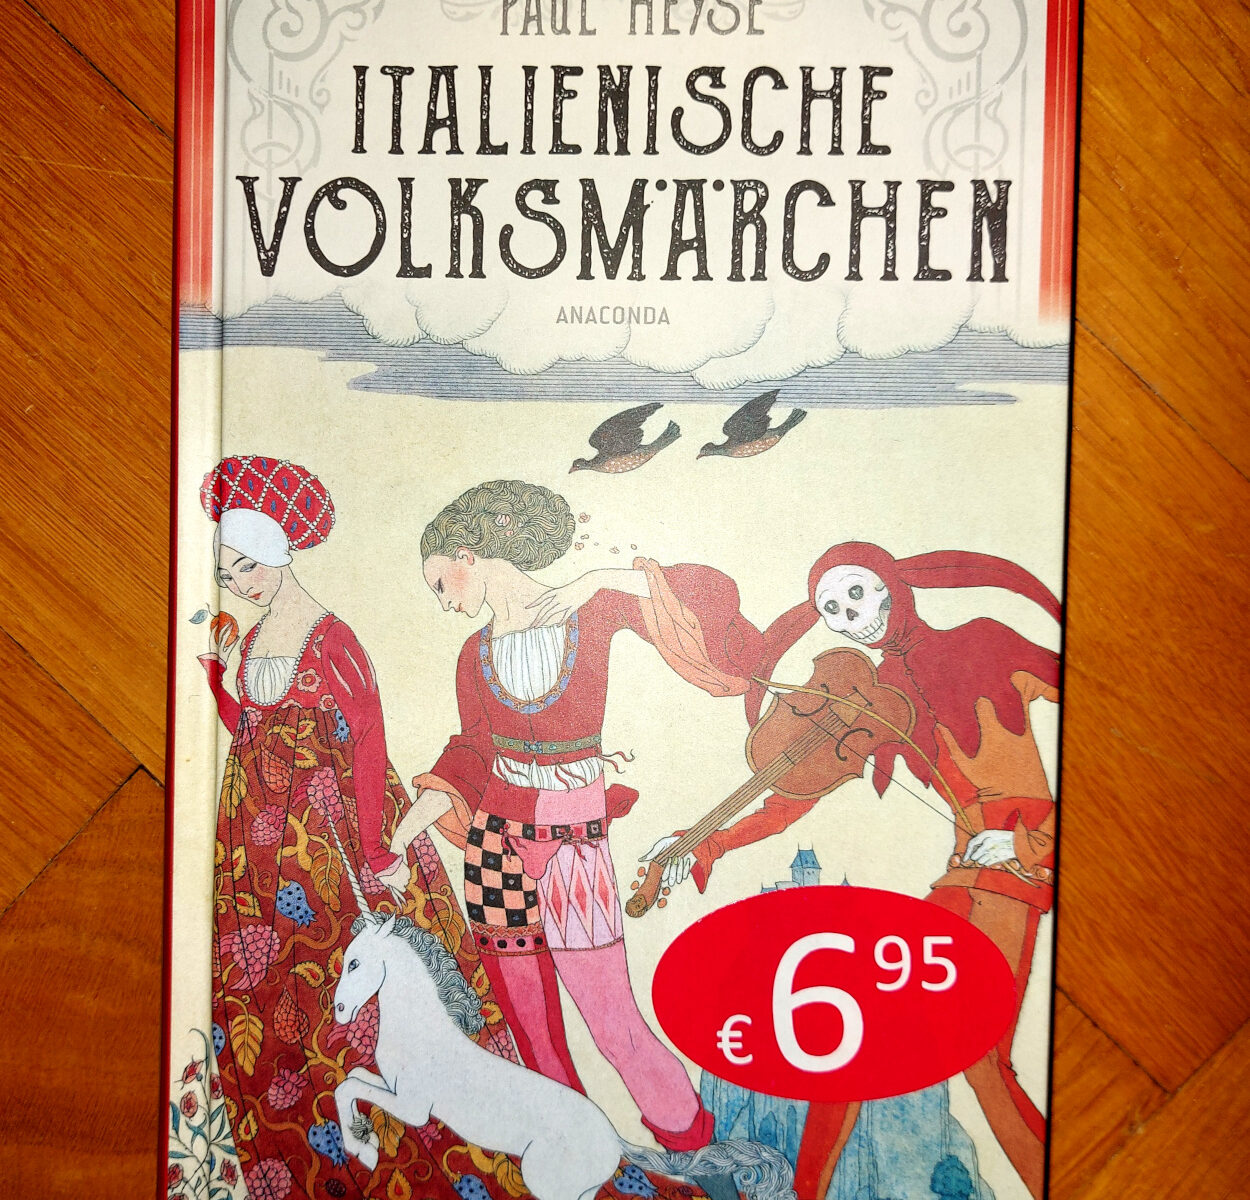 PAUL HEYSE
ITALIENISCHE
VOLKSMÄRCHEN
ANACONDA
€ 6 95